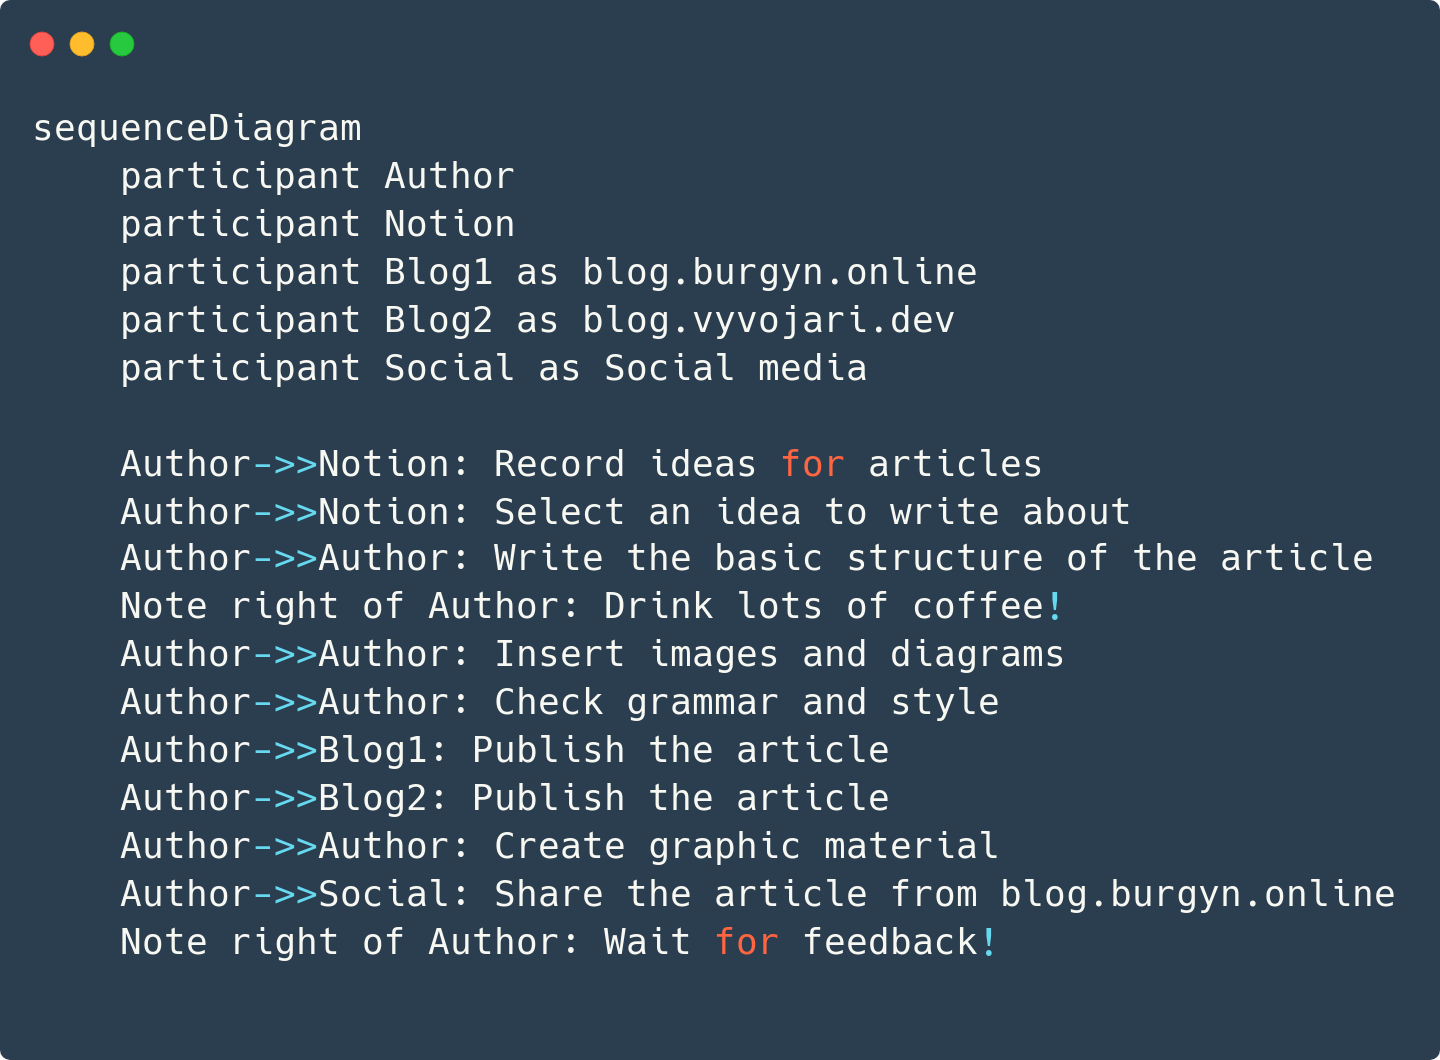 sequenceDiagram
    participant Author
    participant Notion
    participant Blog1 as blog.burgyn.online
    participant Blog2 as blog.vyvojari.dev
    participant Social as Social media

    Author->>Notion: Record ideas for articles
    Author->>Notion: Select an idea to write about
    Author->>Author: Write the basic structure of the article
    Note right of Author: Drink lots of coffee!
    Author->>Author: Insert images and diagrams
    Author->>Author: Check grammar and style
    Author->>Blog1: Publish the article
    Author->>Blog2: Publish the article
    Author->>Author: Create graphic material
    Author->>Social: Share the article from blog.burgyn.online
    Note right of Author: Wait for feedback!